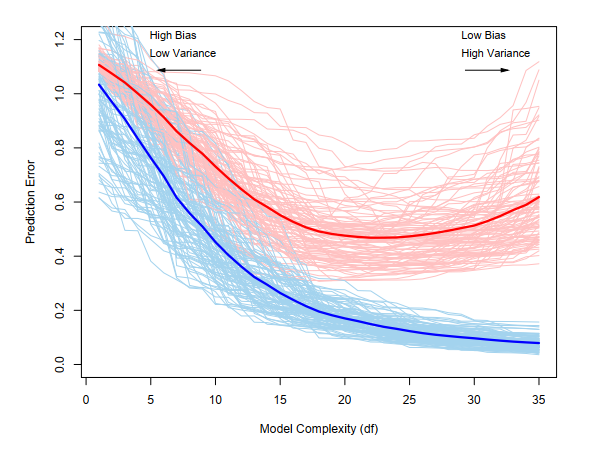 High Bias
Low Variance
Low Bias
High Variance
Prediction Error
1.2
1.0
0.8
0.6
0.4
0.2
0.0
0 5 10 15 20 25 30 35
Model Complexity (df)